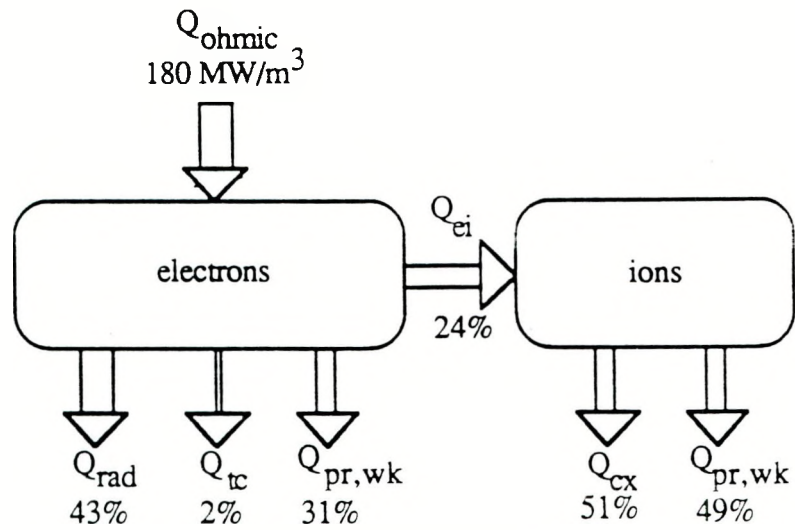 Q_ohmic
180 MW/m^3
electrons
Q_ei
24%
ions
Q_rad
43%
Q_tc
2%
Q_pr,wk
31%
Q_cx
51%
Q_pr,wk
49%